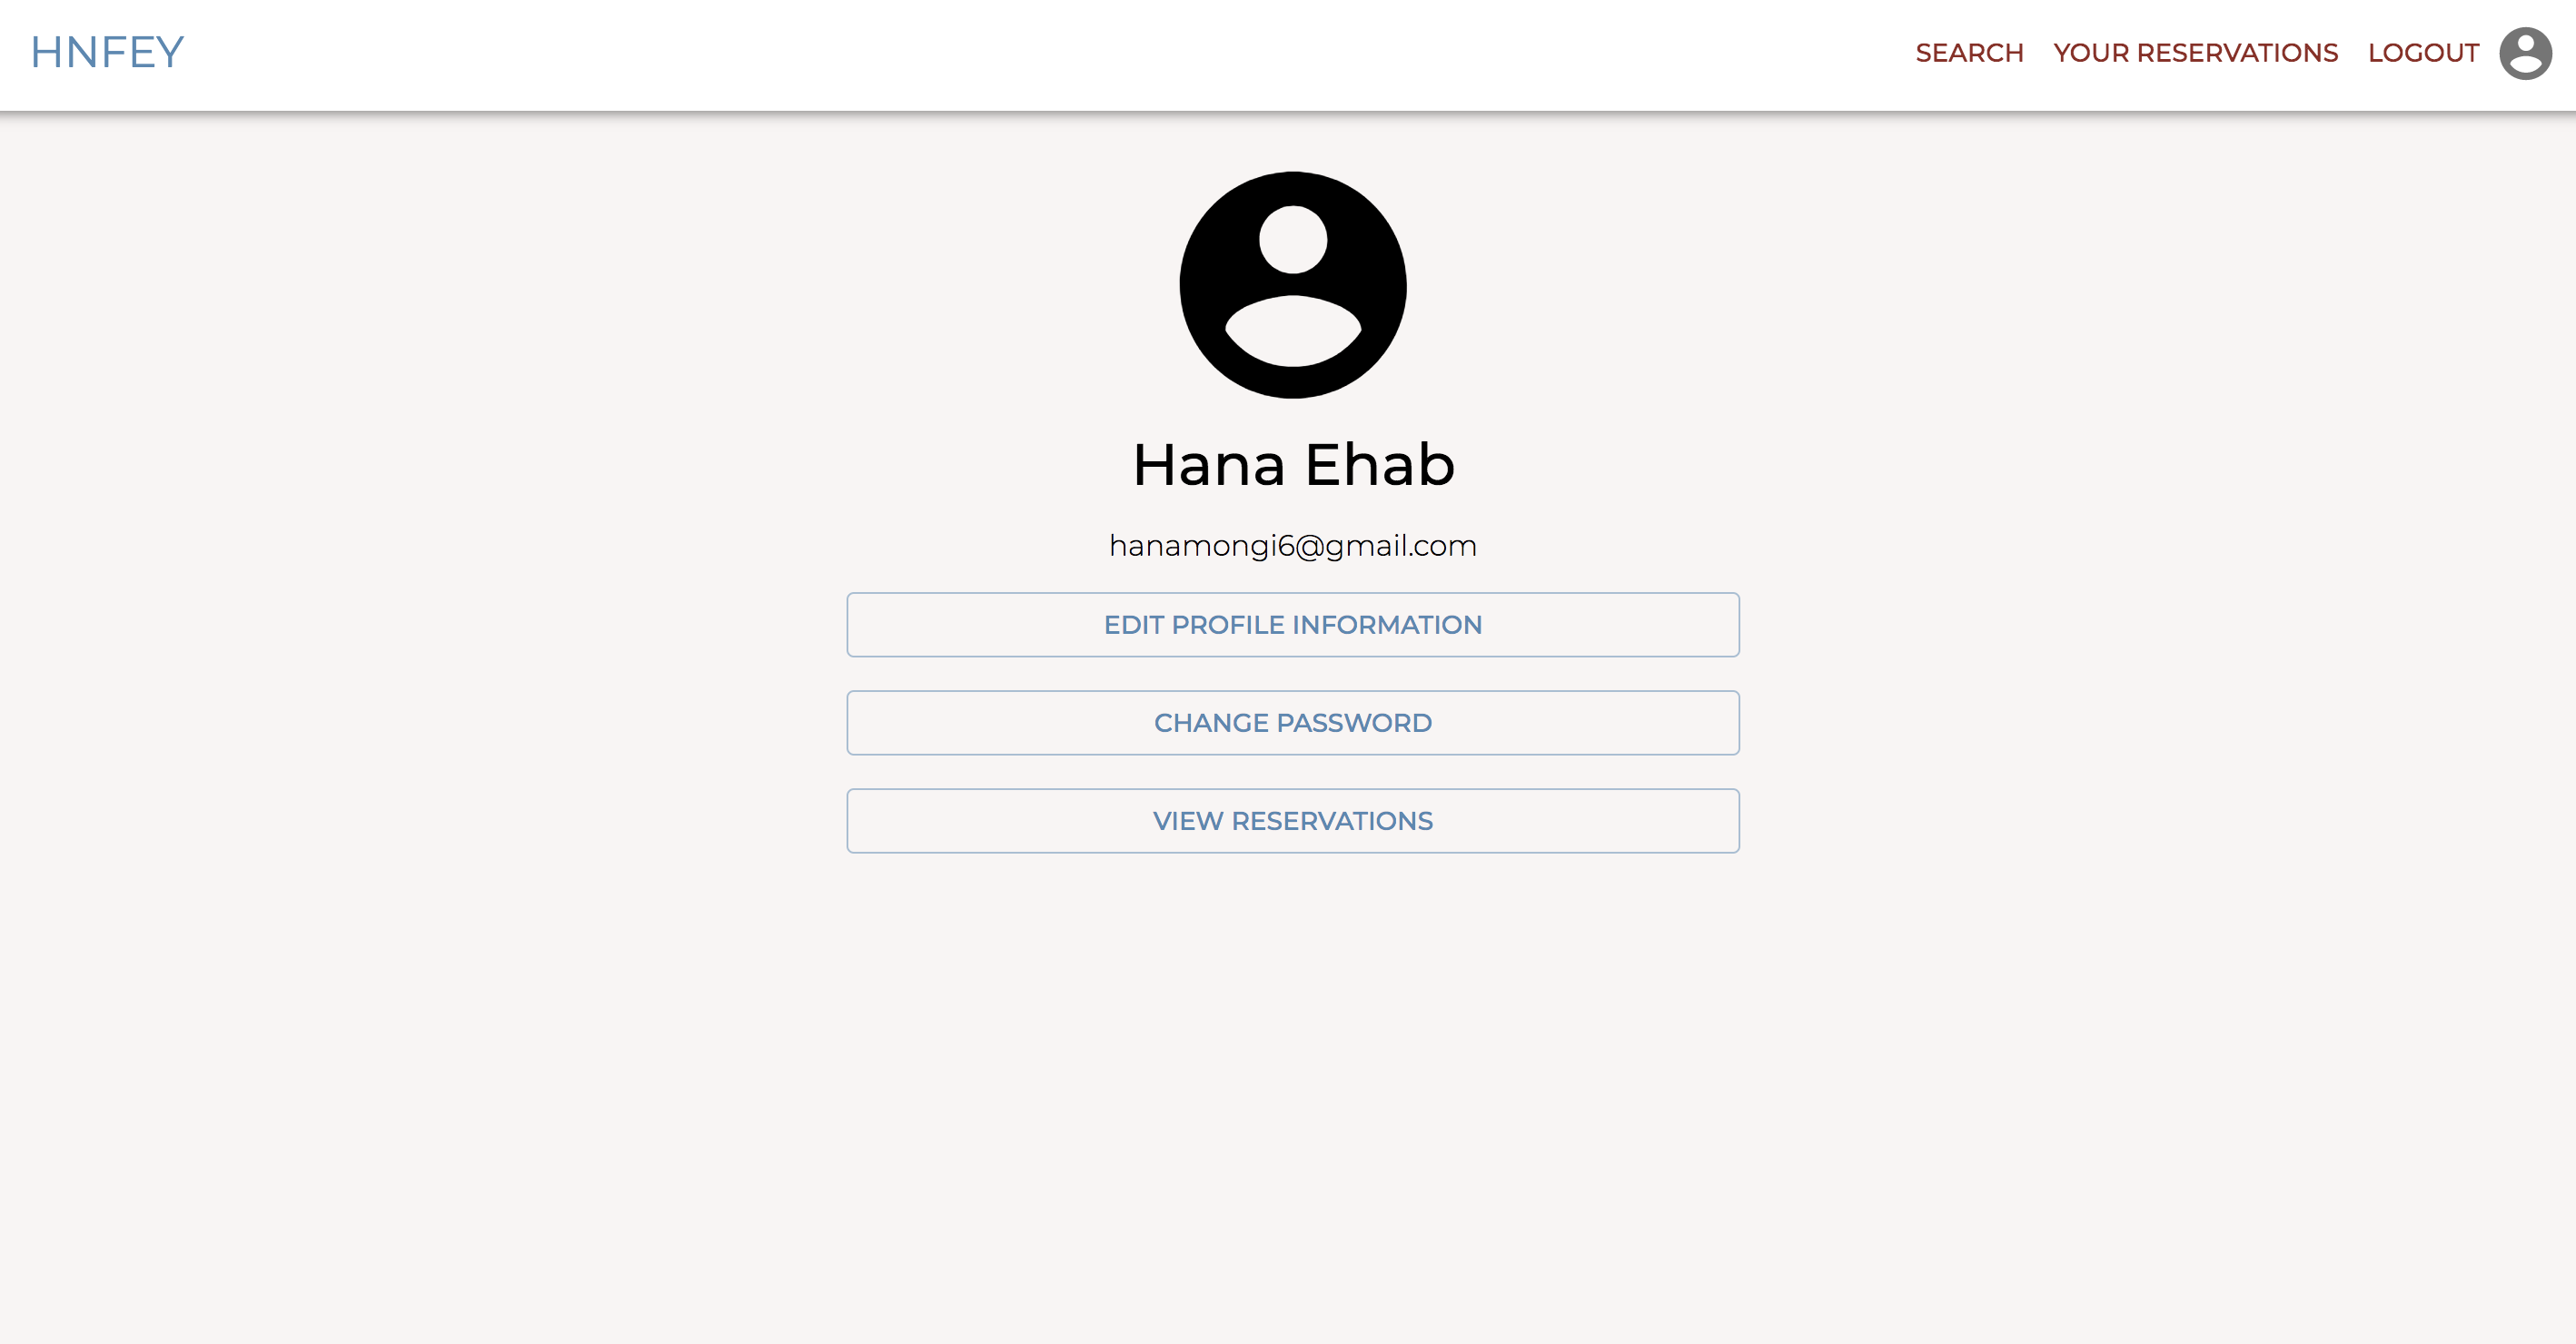 HNFEY
SEARCH YOUR RESERVATIONS LOGOUT
Hana Ehab
hanamongi6@gmail.com
EDIT PROFILE INFORMATION
CHANGE PASSWORD
VIEW RESERVATIONS